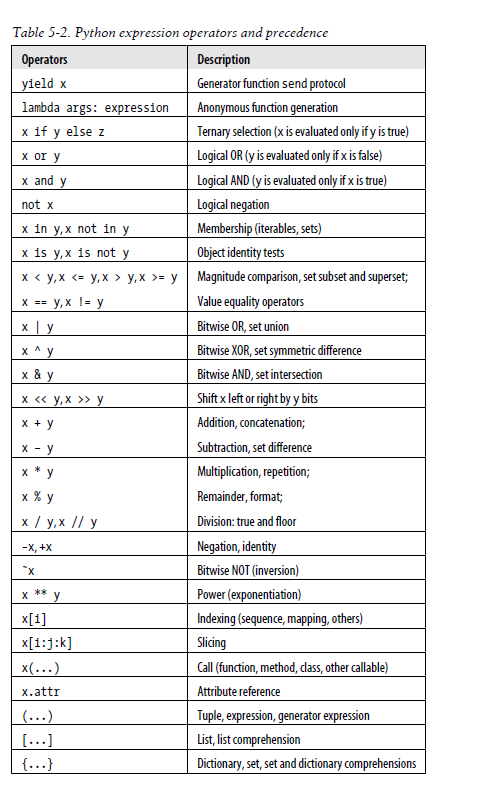 Table 5-2. Python expression operators and precedence
Operators Description
yield x Generator function send protocol
lambda args: expression Anonymous function generation
x if y else z Ternary selection (x is evaluated only if y is true)
x or y Logical OR (y is evaluated only if x is false)
x and y Logical AND (y is evaluated only if x is true)
not x Logical negation
x in y, x not in y Membership (iterables, sets)
x is y, x is not y Object identity tests
x < y, x <= y, x > y, x >= y Magnitude comparison, set subset and superset;
x == y, x != y Value equality operators
x | y Bitwise OR, set union
x ^ y Bitwise XOR, set symmetric difference
x & y Bitwise AND, set intersection
x << y, x >> y Shift x left or right by y bits
x + y Addition, concatenation;
x – y Subtraction, set difference
x * y Multiplication, repetition;
x % y Remainder, format;
x / y, x // y Division: true and floor
–x, +x Negation, identity
~x Bitwise NOT (inversion)
x ** y Power (exponentiation)
x[i] Indexing (sequence, mapping, others)
x[i:j:k] Slicing
x(...) Call (function, method, class, other callable)
x.attr Attribute reference
(...) Tuple, expression, generator expression
[...] List, list comprehension
{...} Dictionary, set, set and dictionary comprehensions